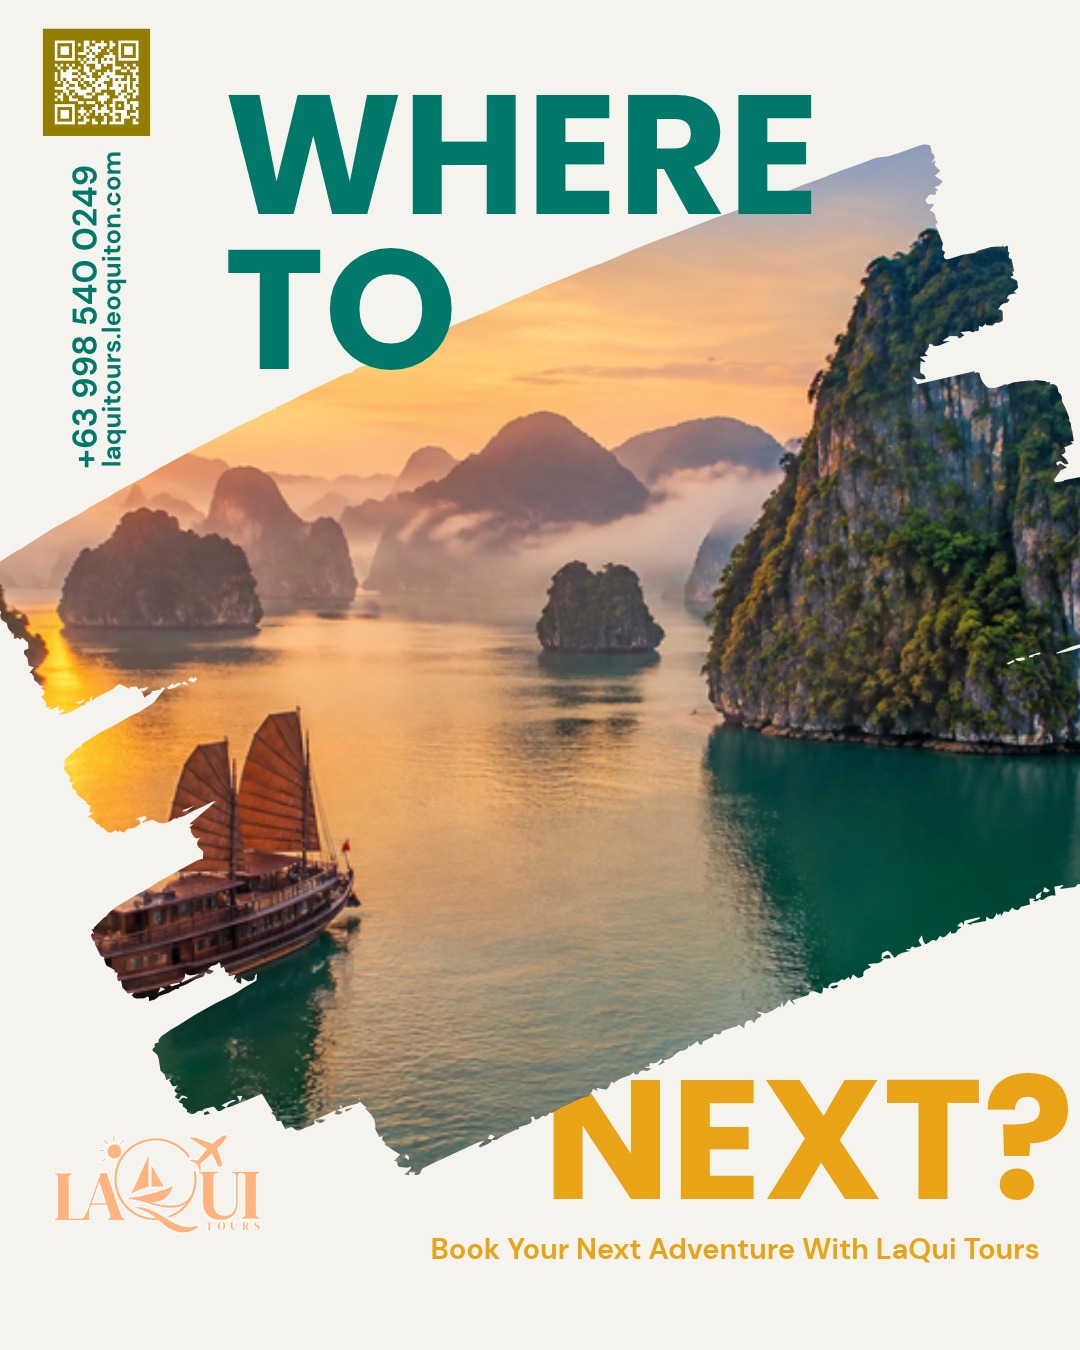 +63 998 540 0249
laquitours.leoquiton.com
WHERE
TO
NEXT?
LAQUI
TOURS
Book Your Next Adventure With LaQui Tours